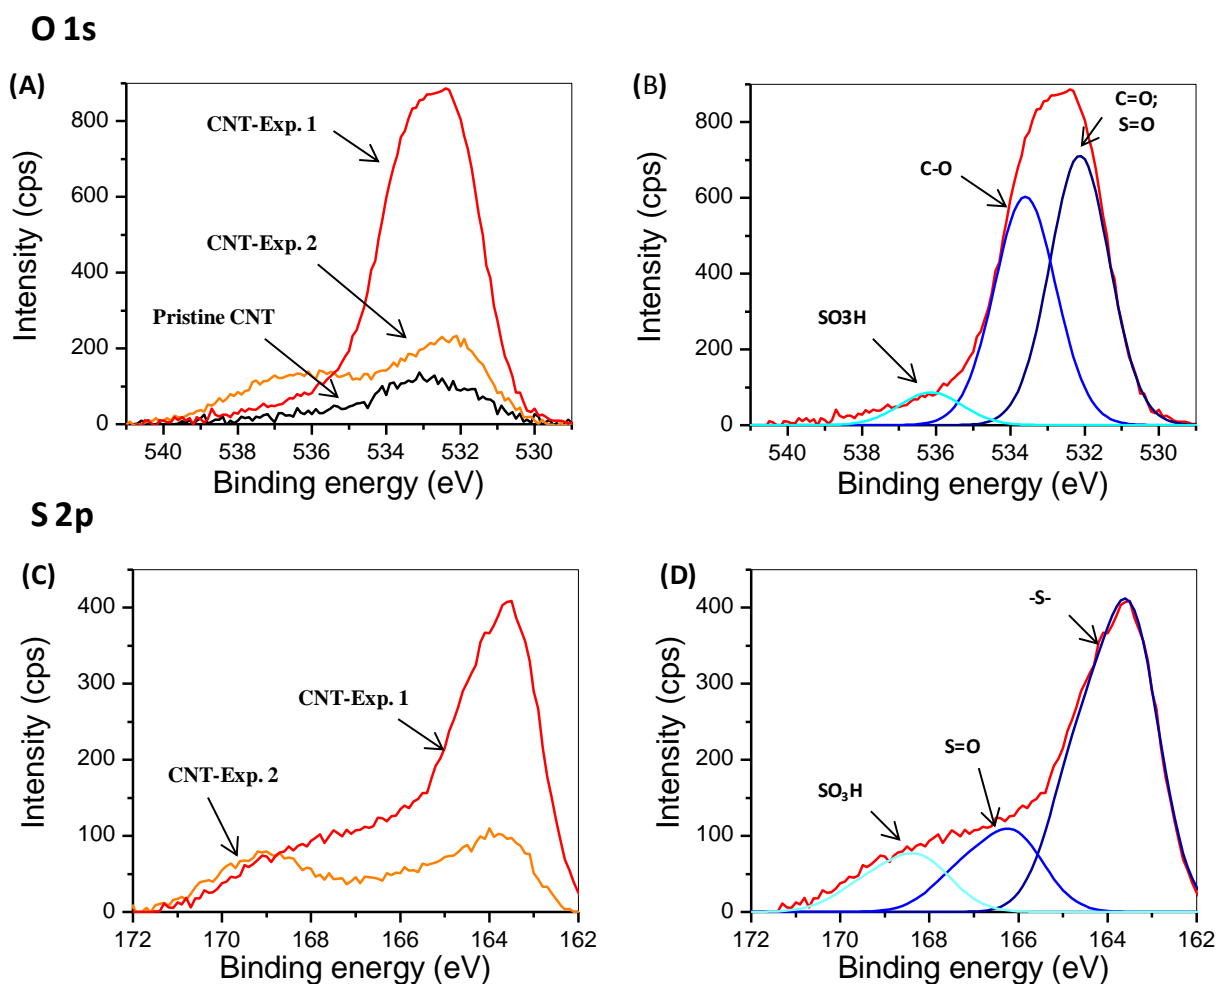 O 1s
(A)
CNT-Exp. 1
CNT-Exp. 2
Pristine CNT
Intensity (cps)
800
600
400
200
0
540
538
536
534
532
530
Binding energy (eV)
(B)
C=O;
S=O
C-O
SO3H
Intensity (cps)
800
600
400
200
0
540
538
536
534
532
530
Binding energy (eV)
S 2p
(C)
CNT-Exp. 1
CNT-Exp. 2
Intensity (cps)
400
300
200
100
0
172
170
168
166
164
162
Binding energy (eV)
(D)
-S-
S=O
SO₃H
Intensity (cps)
400
300
200
100
0
172
170
168
166
164
162
Binding energy (eV)